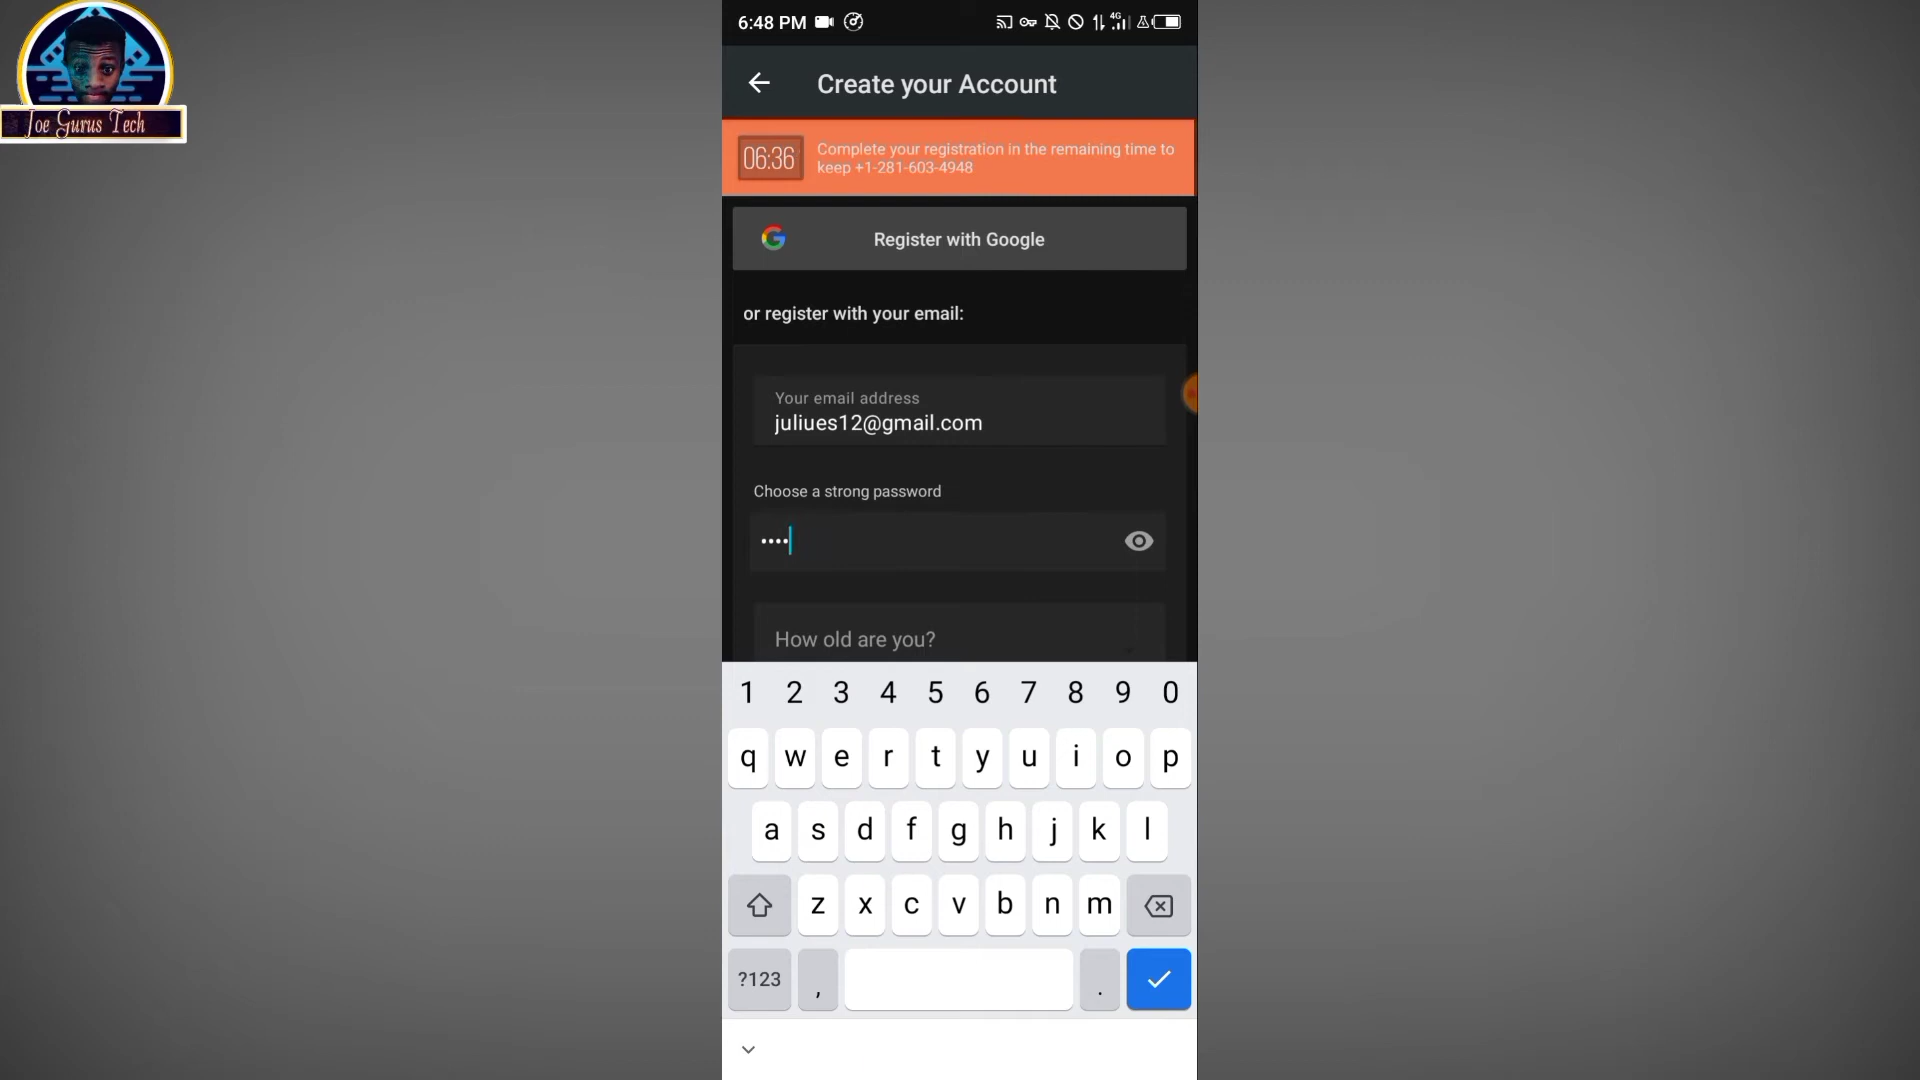 Joe Gurus Tech
6:48 PM
4G
Create your Account
06:36
Complete your registration in the remaining time to
keep +1-281-603-4948
Register with Google
or register with your email:
Your email address
juliues12@gmail.com
Choose a strong password
••••
How old are you?
1 2 3 4 5 6 7 8 9 0
q w e r t y u i o p
a s d f g h j k l
z x c v b n m
?123 , .